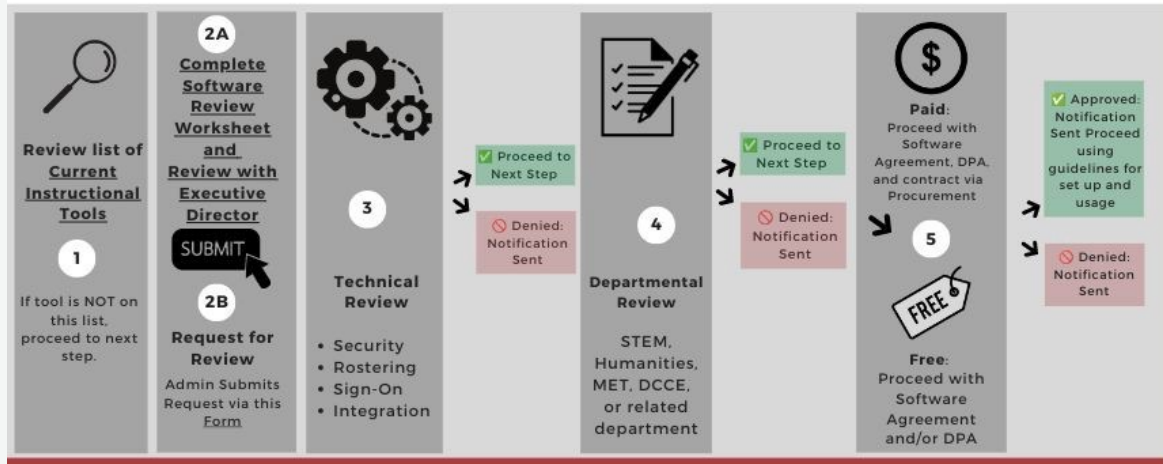 Review list of
Current
Instructional
Tools
1
If tool is NOT on
this list,
proceed to next
step.
2A
Complete
Software
Review
Worksheet
and
Review with
Executive
Director
SUBMIT
2B
Request for
Review
Admin Submits
Request via this
Form
3
Technical
Review
• Security
• Rostering
• Sign-On
• Integration
✅ Proceed to
Next Step
🚫 Denied:
Notification
Sent
4
Departmental
Review
STEM,
Humanities,
MET, DCCE,
or related
department
✅ Proceed to
Next Step
🚫 Denied:
Notification
Sent
$
Paid:
Proceed with
Software
Agreement, DPA,
and contract via
Procurement
5
FREE
Free:
Proceed with
Software
Agreement
and/or DPA
✅ Approved:
Notification
Sent Proceed
using
guidelines for
set up and
usage
🚫 Denied:
Notification
Sent